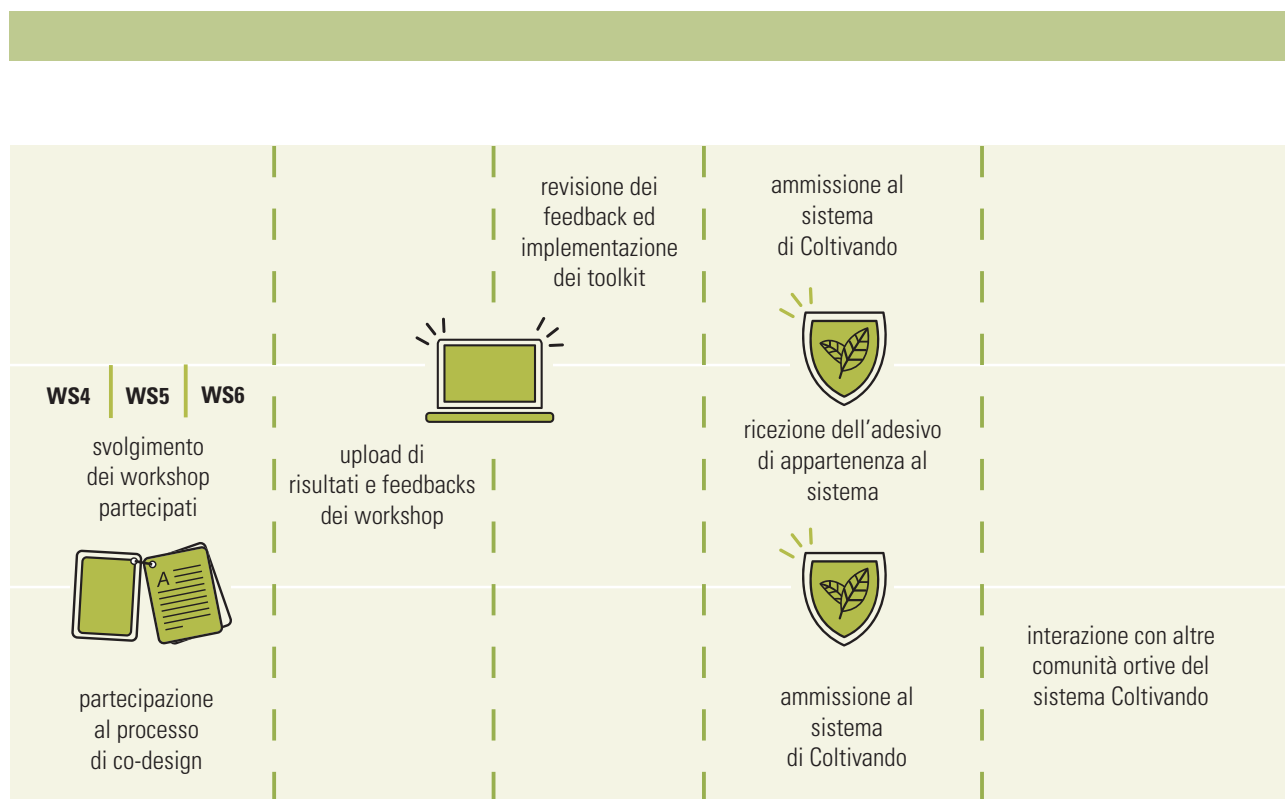 revisione dei
feedback ed
implementazione
dei toolkit
ammissione al
sistema
di Coltivando
WS4 WS5 WS6
svolgimento
dei workshop
partecipati
upload di
risultati e feedbacks
dei workshop
ricezione dell'adesivo
di appartenenza al
sistema
A
partecipazione
al processo
di co-design
ammissione al
sistema
di Coltivando
interazione con altre
comunità ortive del
sistema Coltivando